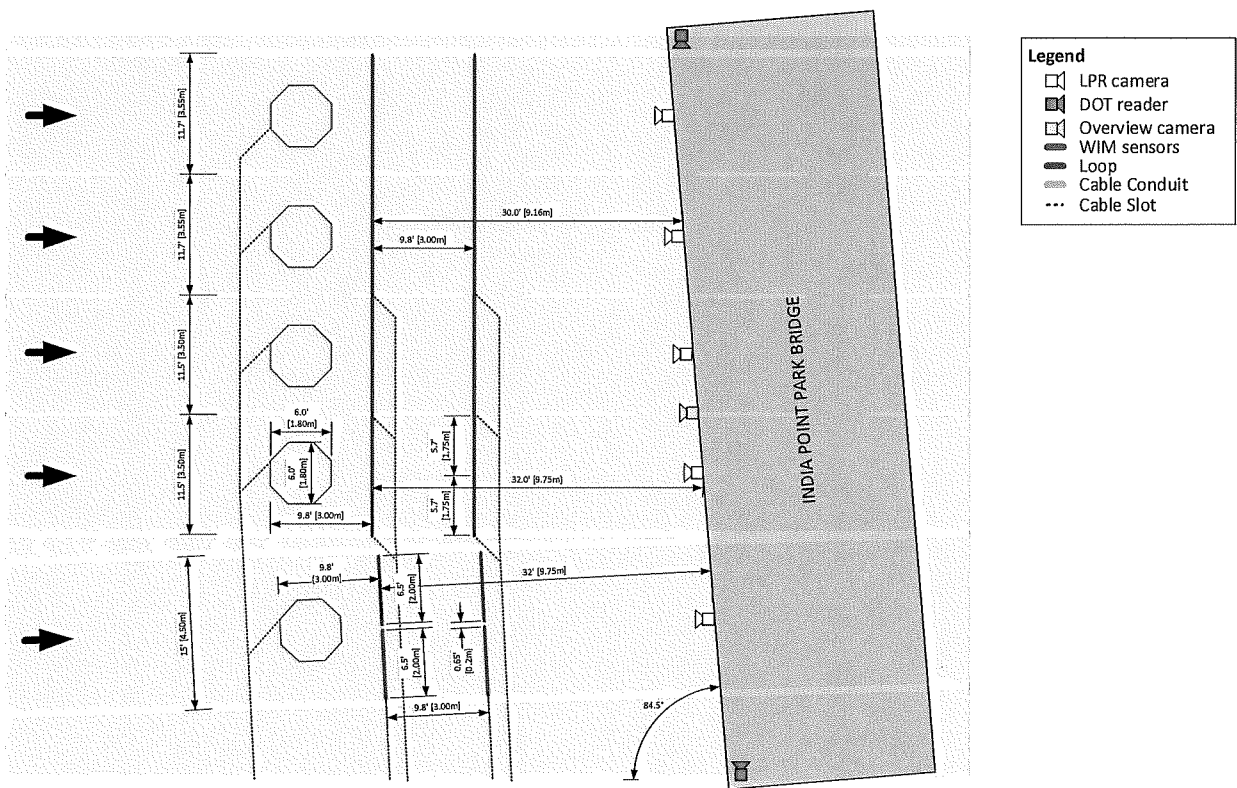 Legend
LPR camera
DOT reader
Overview camera
WIM sensors
Loop
Cable Conduit
Cable Slot
11.7' [3.55m]
11.7' [3.55m]
11.5' [3.50m]
11.5' [3.50m]
15' [4.50m]
30.0' [9.16m]
9.8' [3.00m]
6.0'
[1.80m]
6.0'
[1.80m]
5.7'
[1.75m]
5.7'
[1.75m]
32.0' [9.75m]
9.8' [3.00m]
9.8'
[3.00m]
6.5'
[2.00m]
32' [9.75m]
6.5'
[2.00m]
0.65'
[0.2m]
9.8' [3.00m]
84.5°
INDIA POINT PARK BRIDGE